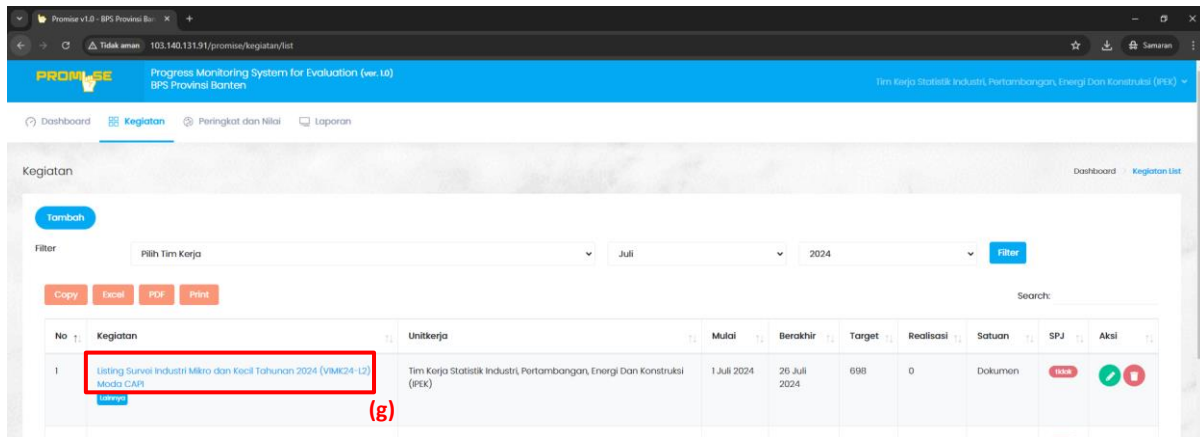 Promise v1.0 - BPS Provinsi Ban
Tidak aman 103.140.131.91/promise/kegiatan/list
Samaran
PROMISE
Progress Monitoring System for Evaluation (ver. 1.0)
BPS Provinsi Banten
Tim Kerja Statistik Industri, Pertambangan, Energi Dan Konstruksi (IPEK)
Dashboard Kegiatan Peringkat dan Nilai Laporan
Kegiatan
Dashboard Kegiatan List
Tambah
Filter Pilih Tim Kerja Juli 2024 Filter
Copy Excel PDF Print
Search:
No Kegiatan Unitkerja Mulai Berakhir Target Realisasi Satuan SPJ Aksi
1 Listing Survei Industri Mikro dan Kecil Tahunan 2024 (VIMK24-L2) Tim Kerja Statistik Industri, Pertambangan, Energi Dan Konstruksi 1 Juli 2024 26 Juli 698 0 Dokumen tidak
Moda CAPI (IPEK) 2024
Lainnya
(g)